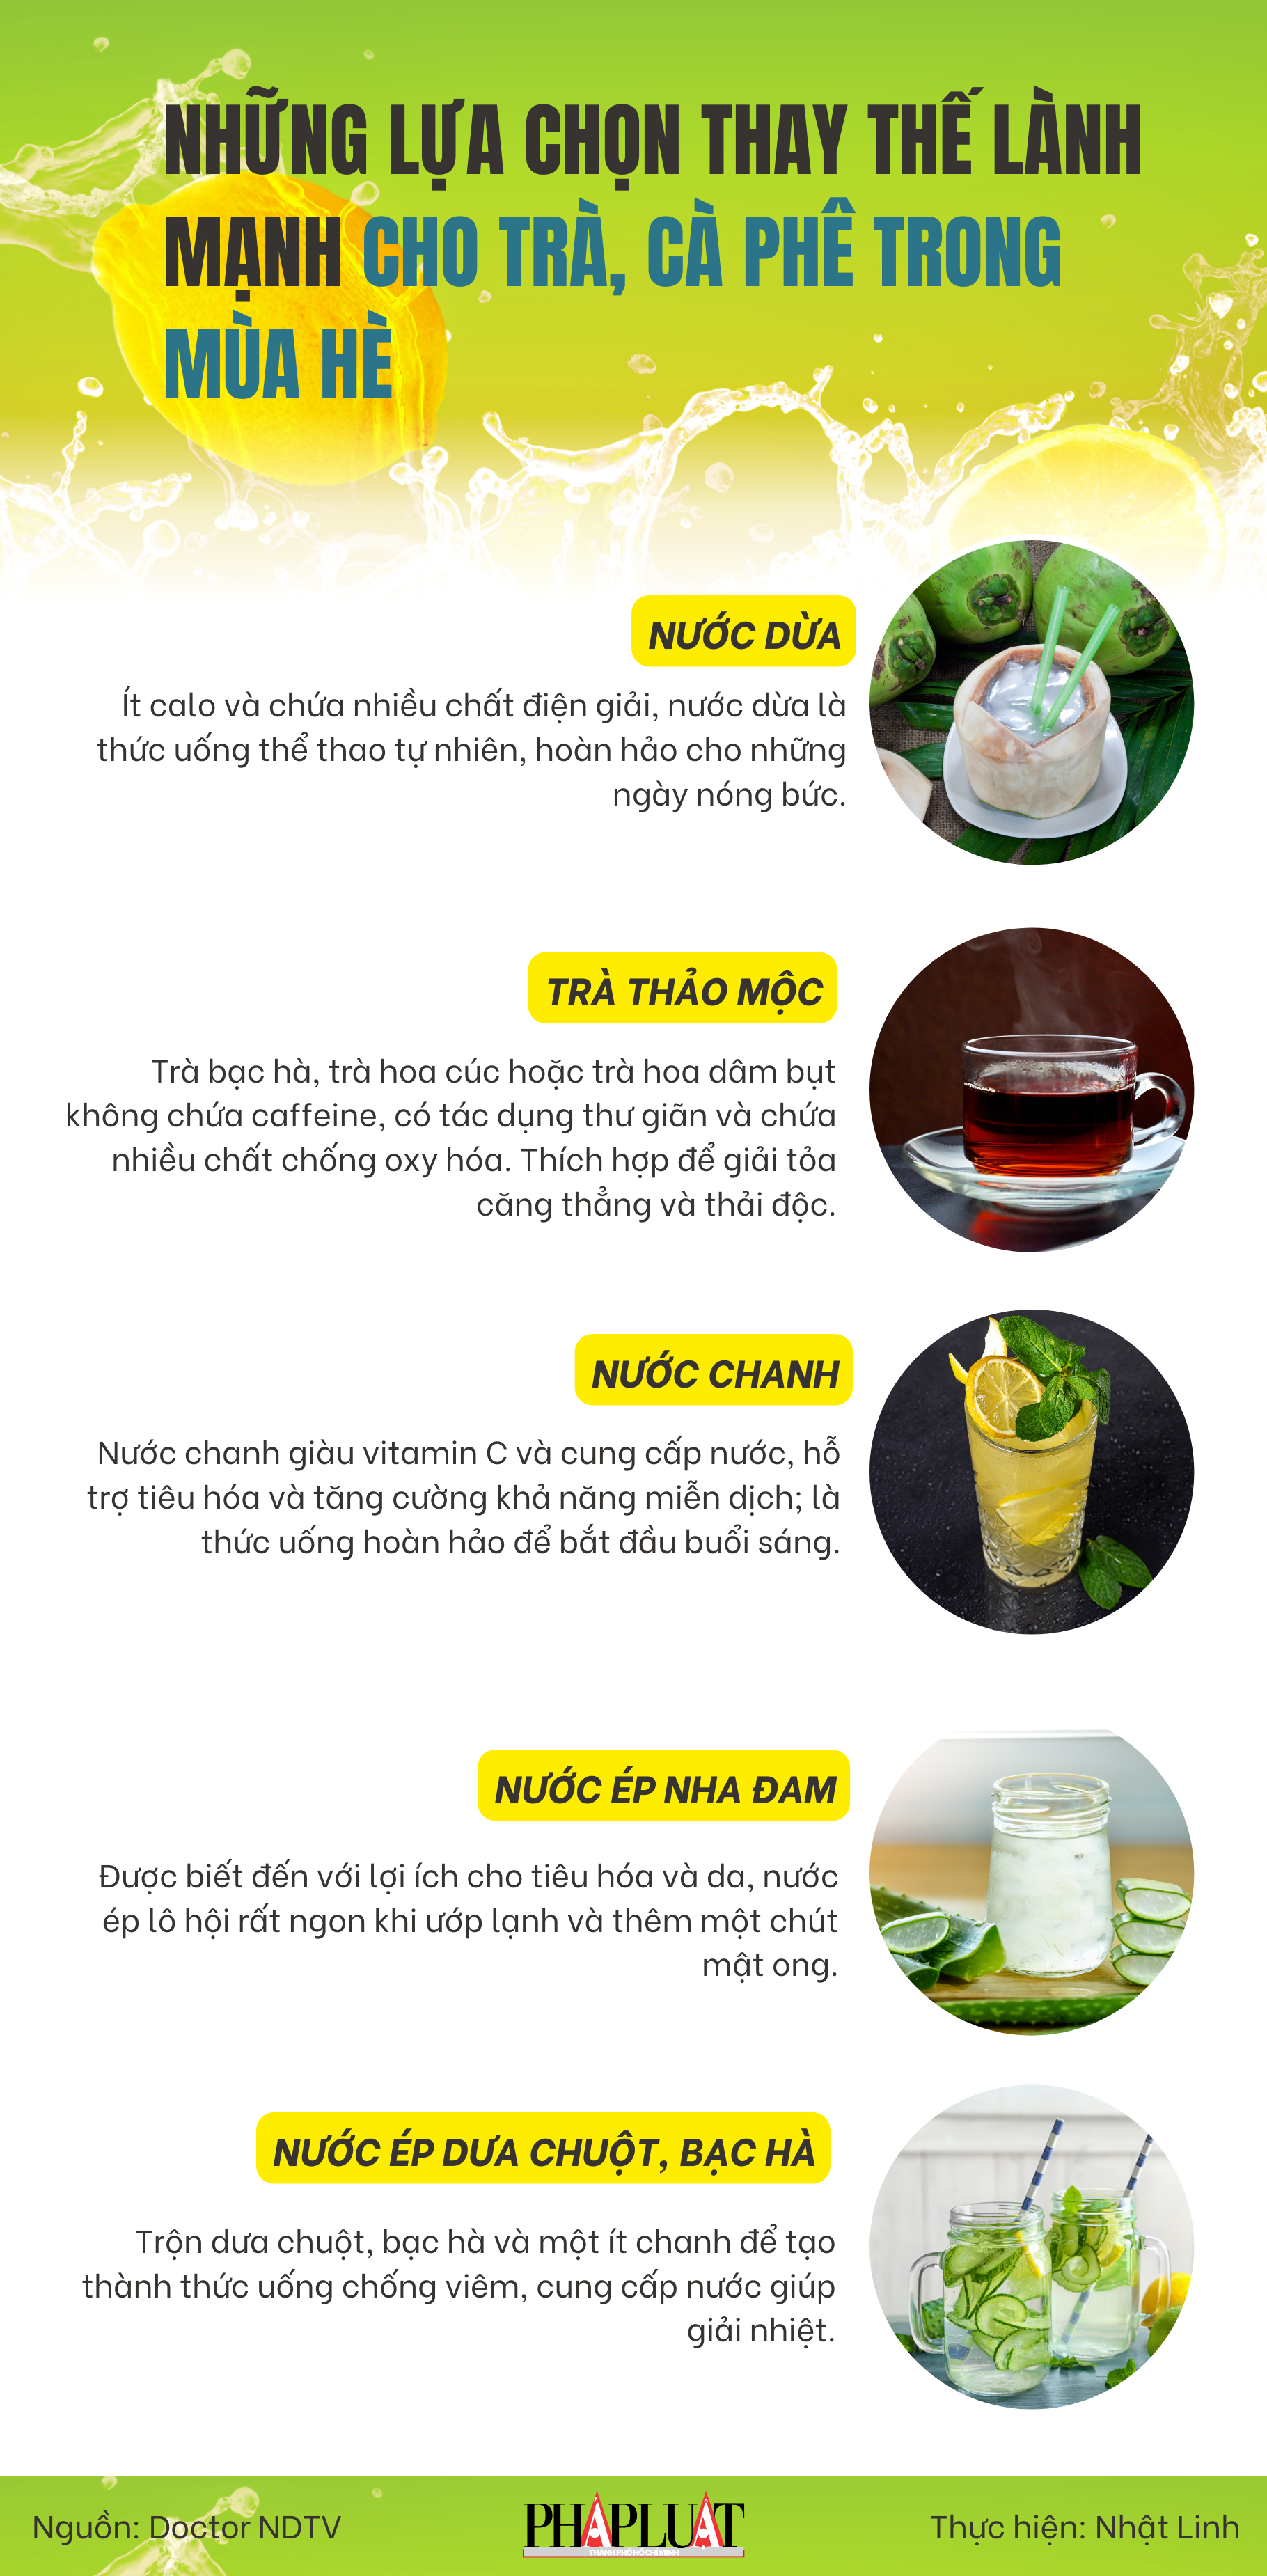 NHỮNG LỰA CHỌN THAY THẾ LÀNH
MẠNH CHO TRÀ, CÀ PHÊ TRONG
MÙA HÈ
NƯỚC DỪA
Ít calo và chứa nhiều chất điện giải, nước dừa là
thức uống thể thao tự nhiên, hoàn hảo cho những
ngày nóng bức.
TRÀ THẢO MỘC
Trà bạc hà, trà hoa cúc hoặc trà hoa dâm bụt
không chứa caffeine, có tác dụng thư giãn và chứa
nhiều chất chống oxy hóa. Thích hợp để giải tỏa
căng thẳng và thải độc.
NƯỚC CHANH
Nước chanh giàu vitamin C và cung cấp nước, hỗ
trợ tiêu hóa và tăng cường khả năng miễn dịch; là
thức uống hoàn hảo để bắt đầu buổi sáng.
NƯỚC ÉP NHA ĐAM
Được biết đến với lợi ích cho tiêu hóa và da, nước
ép lô hội rất ngon khi ướp lạnh và thêm một chút
mật ong.
NƯỚC ÉP DƯA CHUỘT, BẠC HÀ
Trộn dưa chuột, bạc hà và một ít chanh để tạo
thành thức uống chống viêm, cung cấp nước giúp
giải nhiệt.
Nguồn: Doctor NDTV
PHÁP LUẬT
THÀNH PHỐ HỒ CHÍ MINH
Thực hiện: Nhật Linh